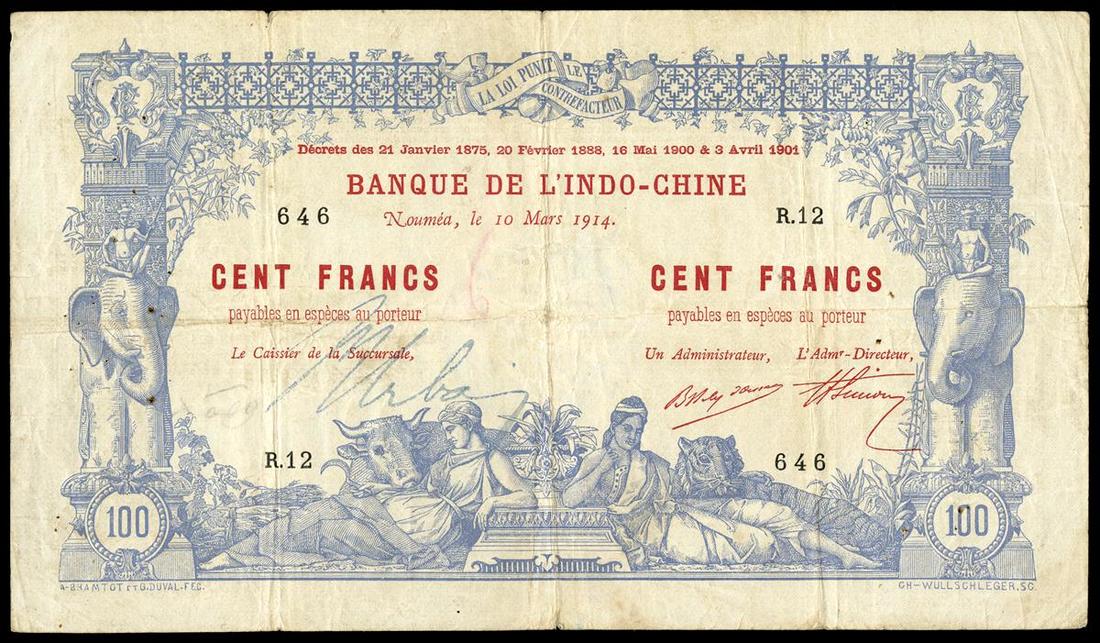 LA LOI PUNIT LE CONTREFACTEUR
Décrets des 21 Janvier 1875, 20 Février 1888, 16 Mai 1900 & 3 Avril 1901
BANQUE DE L'INDO-CHINE
646 Nouméa, le 10 Mars 1914. R.12
CENT FRANCS CENT FRANCS
payables en espèces au porteur payables en espèces au porteur
Le Caissier de la Succursale, Un Administrateur, L'Admr-Directeur,
R.12 646
100 100
A-BRAMTOT ET G.DUVAL-FEC. CH-WULLSCHLEGER.SC.